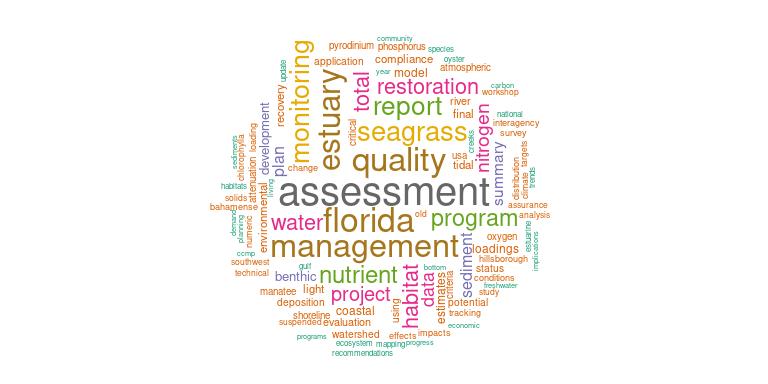 community
pyrodinium
phosphorus
species
application
compliance
oyster
update
monitoring
estuary
total
year
model
atmospheric
restoration
carbon
workshop
recovery
report
river
final
national
interagency
survey
development
loading
critical
seagrass
nitrogen
creeks
chlorophylla
sediments
plan
change
quality
usa
tidal
summary
targets
trends
habitats
attenuation
living
assessment
distribution
climate
solids
bahamense
environmental
water
florida
old
program
assurance
analysis
demand
planning
numeric
management
oxygen
loadings
estuarine
implications
ccmp
southwest
technical
gulf
benthic
nutrient
bottom
habitat
data
criteria
sediment
hillsborough
status
conditions
freshwater
manatee
light
project
estimates
study
deposition
potential
shoreline
coastal
using
tracking
suspended
evaluation
economic
programs
watershed
effects
impacts
ecosystem
mapping
progress
recommendations